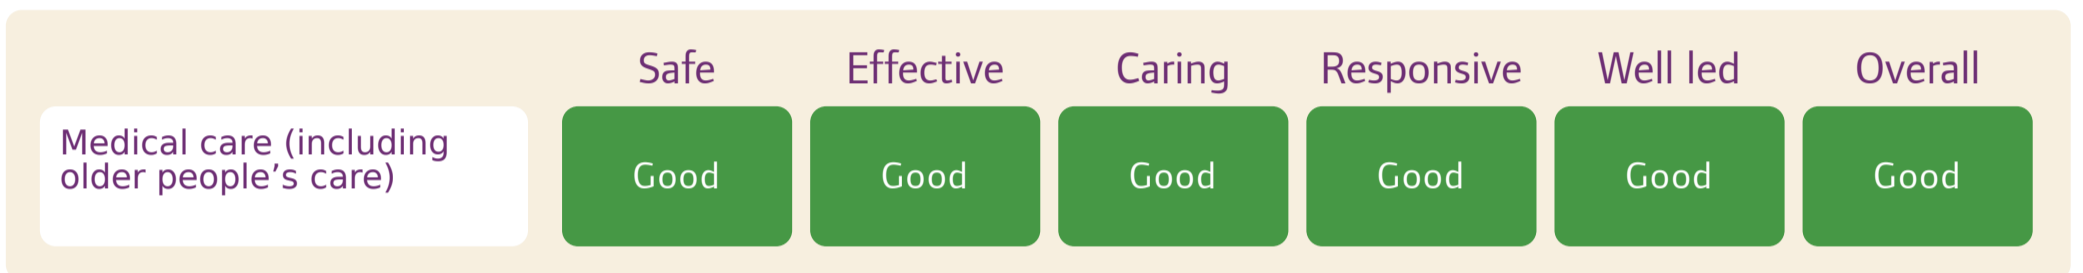 Safe Effective Caring Responsive Well led Overall
Medical care (including
older people’s care)
Good Good Good Good Good Good